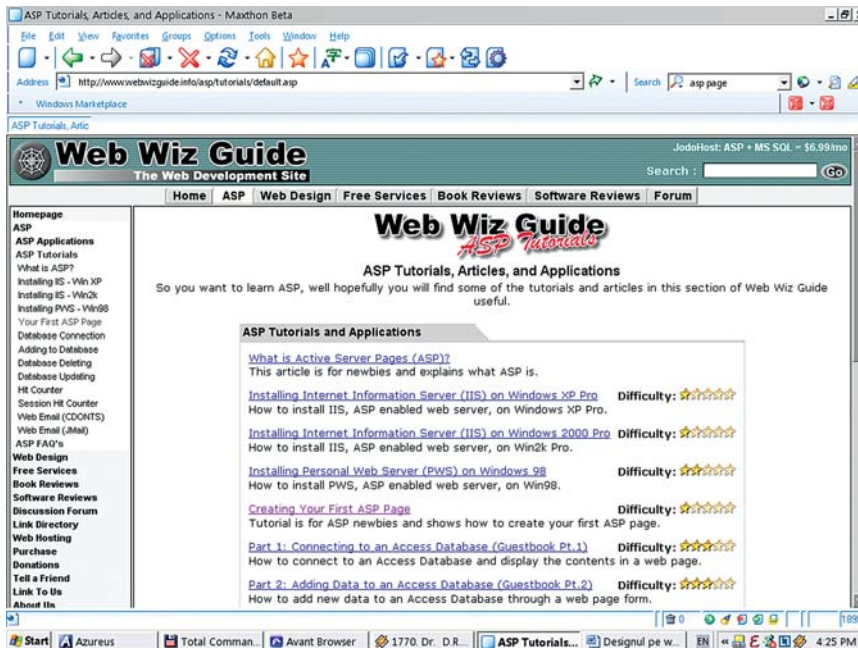 ASP Tutorials, Articles, and Applications - Maxthon Beta
File Edit View Favorites Groups Options Tools Window Help
Address http://www.webwizguide.info/asp/tutorials/default.asp Search asp page
Windows Marketplace
ASP Tutorials, Artic
Web Wiz Guide
The Web Development Site
JodoHost: ASP + MS SQL = $6.99/mo
Search : Go
Home ASP Web Design Free Services Book Reviews Software Reviews Forum
Homepage
ASP
ASP Applications
ASP Tutorials
What is ASP?
Installing IIS - Win XP
Installing IIS - Win2k
Installing PWS - Win98
Your First ASP Page
Database Connection
Adding to Database
Database Deleting
Database Updating
Hit Counter
Session Hit Counter
Web Email (CDONTS)
Web Email (JMail)
ASP FAQ's
Web Design
Free Services
Book Reviews
Software Reviews
Discussion Forum
Link Directory
Web Hosting
Purchase
Donations
Tell a Friend
Link To Us
About Us
Web Wiz Guide
ASP Tutorials
ASP Tutorials, Articles, and Applications
So you want to learn ASP, well hopefully you will find some of the tutorials and articles in this section of Web Wiz Guide
useful.
ASP Tutorials and Applications
What is Active Server Pages (ASP)?
This article is for newbies and explains what ASP is.
Installing Internet Information Server (IIS) on Windows XP Pro Difficulty:
How to install IIS, ASP enabled web server, on Windows XP Pro.
Installing Internet Information Server (IIS) on Windows 2000 Pro Difficulty:
How to install IIS, ASP enabled web server, on Win2k Pro.
Installing Personal Web Server (PWS) on Windows 98 Difficulty:
How to install PWS, ASP enabled web server, on Win98.
Creating Your First ASP Page Difficulty:
Tutorial is for ASP newbies and shows how to create your first ASP page.
Part 1: Connecting to an Access Database (Guestbook Pt.1) Difficulty:
How to connect to an Access Database and display the contents in a web page.
Part 2: Adding Data to an Access Database (Guestbook Pt.2) Difficulty:
How to add new data to an Access Database through a web page form.
0 189
Start Azureus Total Comman... Avant Browser 1770. Dr. D.R... ASP Tutorials... Designul pe w... EN 4:25 PM